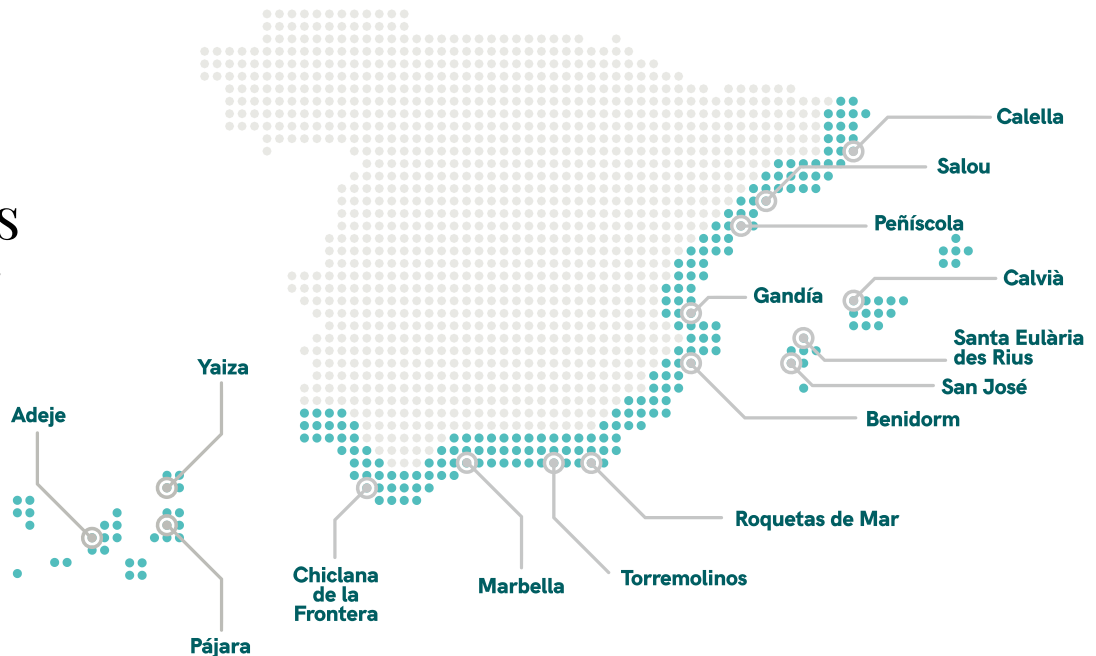 Calella
Salou
s
Peñíscola
Calvià
Gandía
Santa Eulària
des Rius
Yaiza
San José
Adeje
Benidorm
Roquetas de Mar
Chiclana
de la
Frontera
Marbella
Torremolinos
Pájara